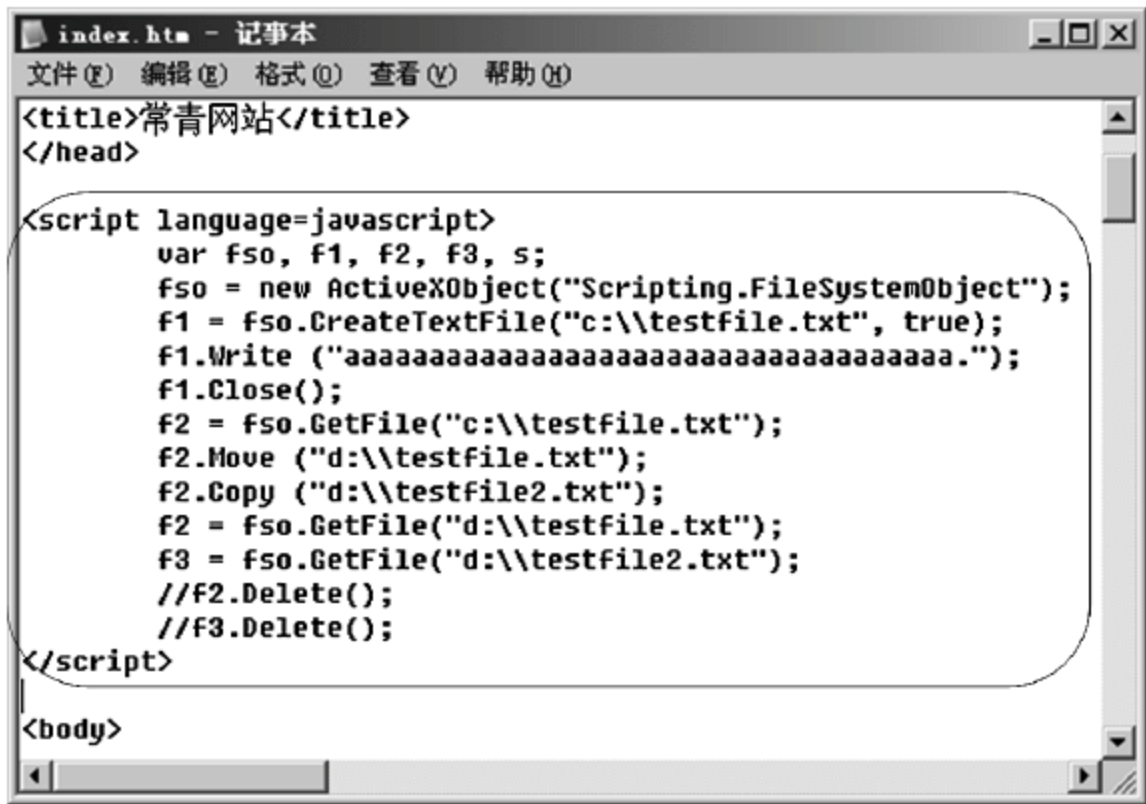 index.htm - 记事本
文件(F) 编辑(E) 格式(O) 查看(V) 帮助(H)
<title>常青网站</title>
</head>
<script language=javascript>
var fso, f1, f2, f3, s;
fso = new ActiveXObject("Scripting.FileSystemObject");
f1 = fso.CreateTextFile("c:\\testfile.txt", true);
f1.Write ("aaaaaaaaaaaaaaaaaaaaaaaaaaaaaaaaaaaa.");
f1.Close();
f2 = fso.GetFile("c:\\testfile.txt");
f2.Move ("d:\\testfile.txt");
f2.Copy ("d:\\testfile2.txt");
f2 = fso.GetFile("d:\\testfile.txt");
f3 = fso.GetFile("d:\\testfile2.txt");
//f2.Delete();
//f3.Delete();
</script>
<body>